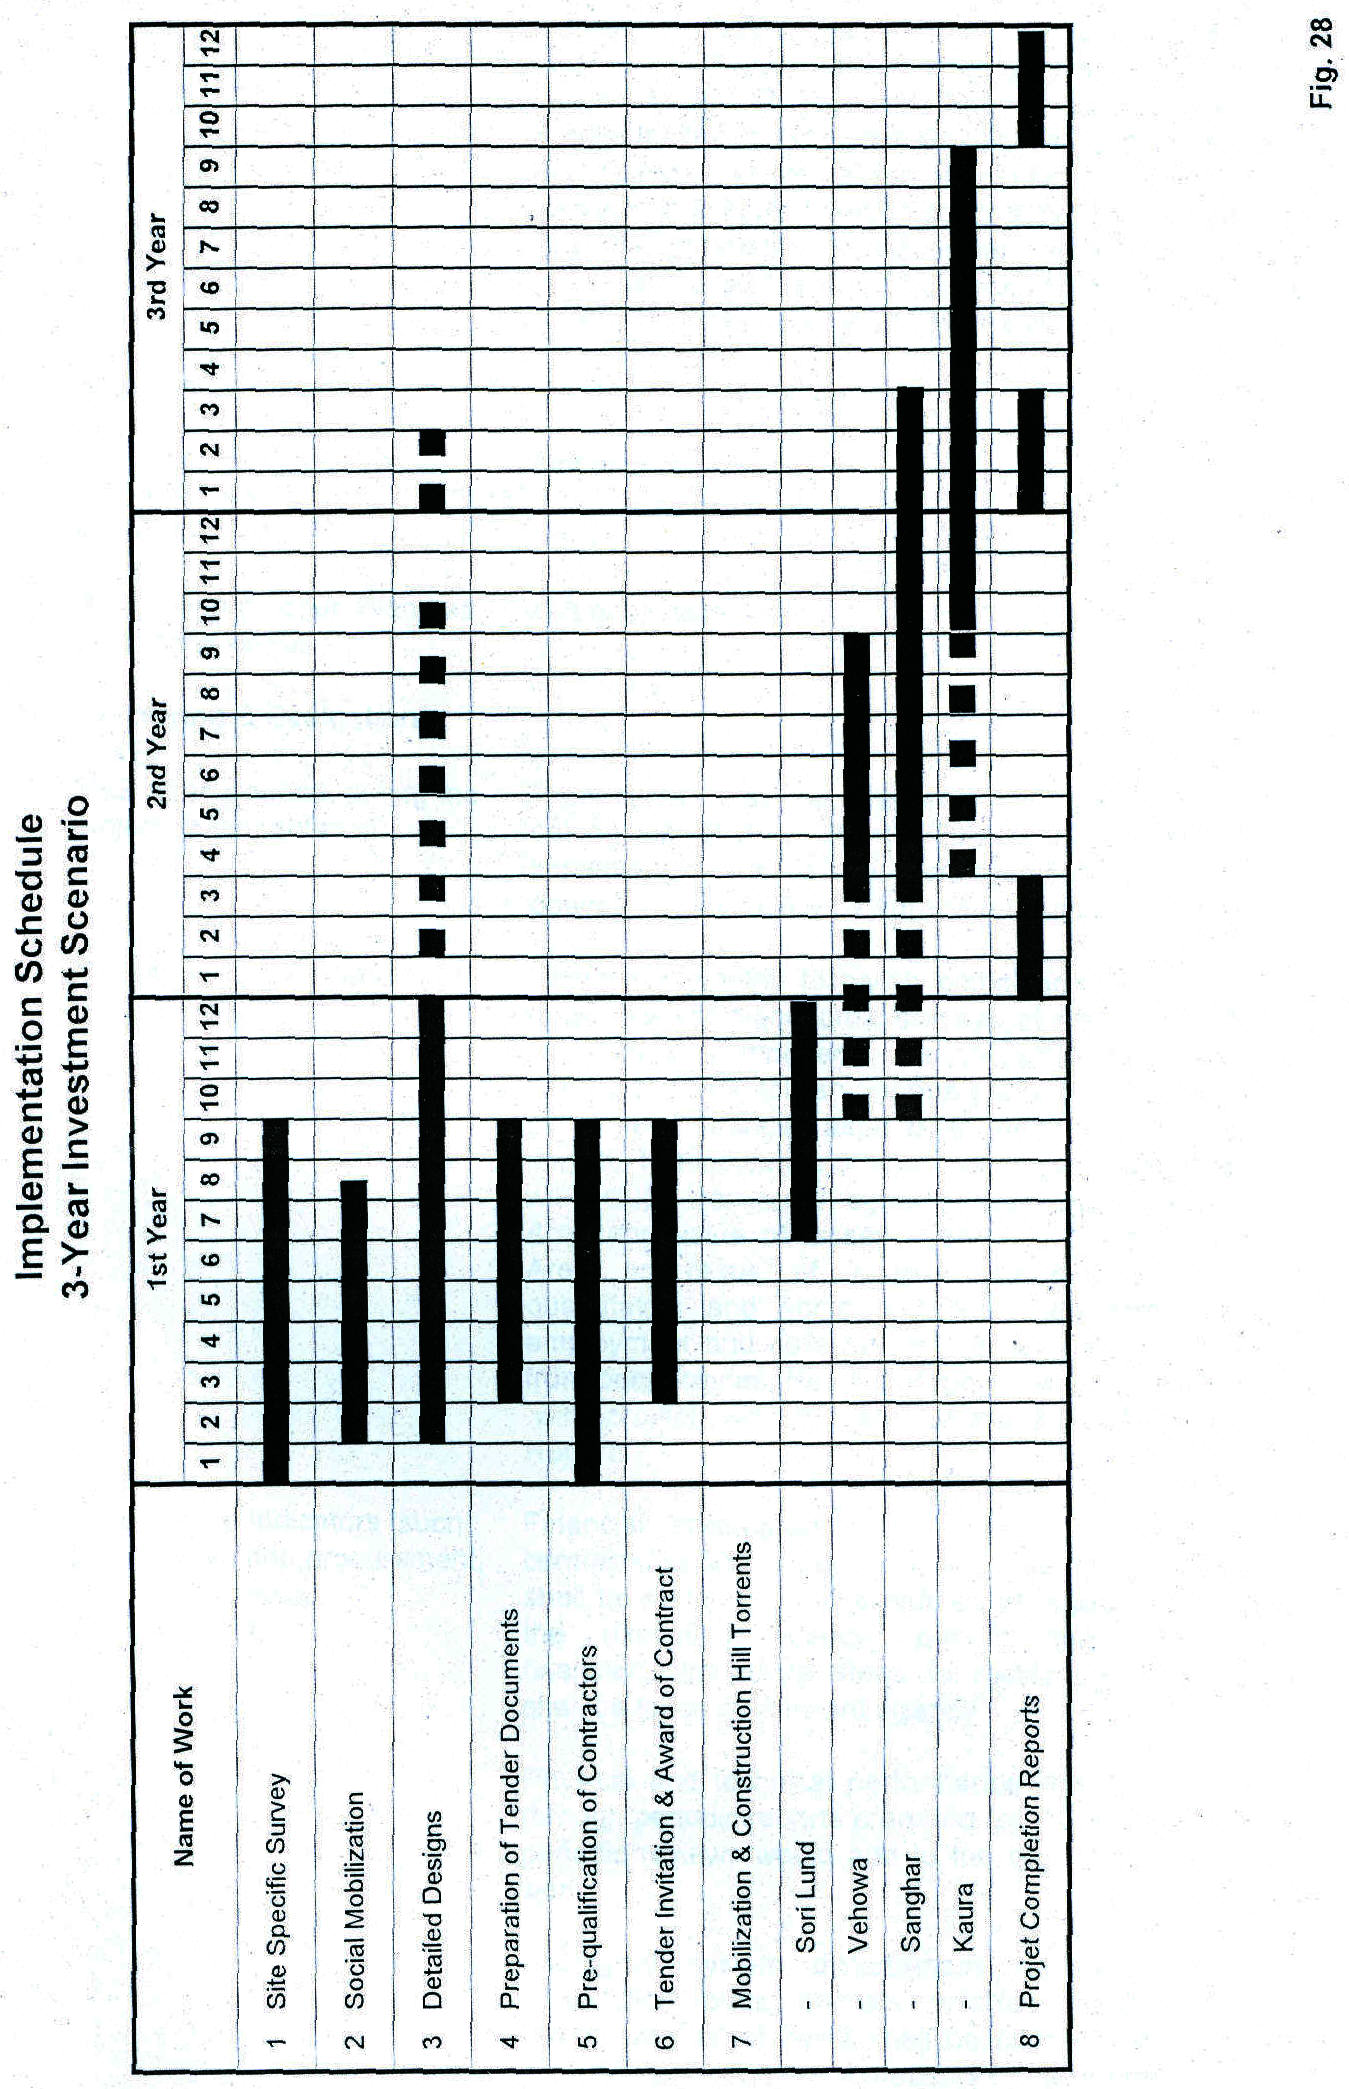 Implementation Schedule
3-Year Investment Scenario
Name of Work
1st Year
2nd Year
3rd Year
1 2 3 4 5 6 7 8 9 10 11 12 1 2 3 4 5 6 7 8 9 10 11 12 1 2 3 4 5 6 7 8 9 10 11 12
1 Site Specific Survey
2 Social Mobilization
3 Detailed Designs
4 Preparation of Tender Documents
5 Pre-qualification of Contractors
6 Tender Invitation & Award of Contract
7 Mobilization & Construction Hill Torrents
- Sori Lund
- Vehowa
- Sanghar
- Kaura
8 Projet Completion Reports
Fig. 28